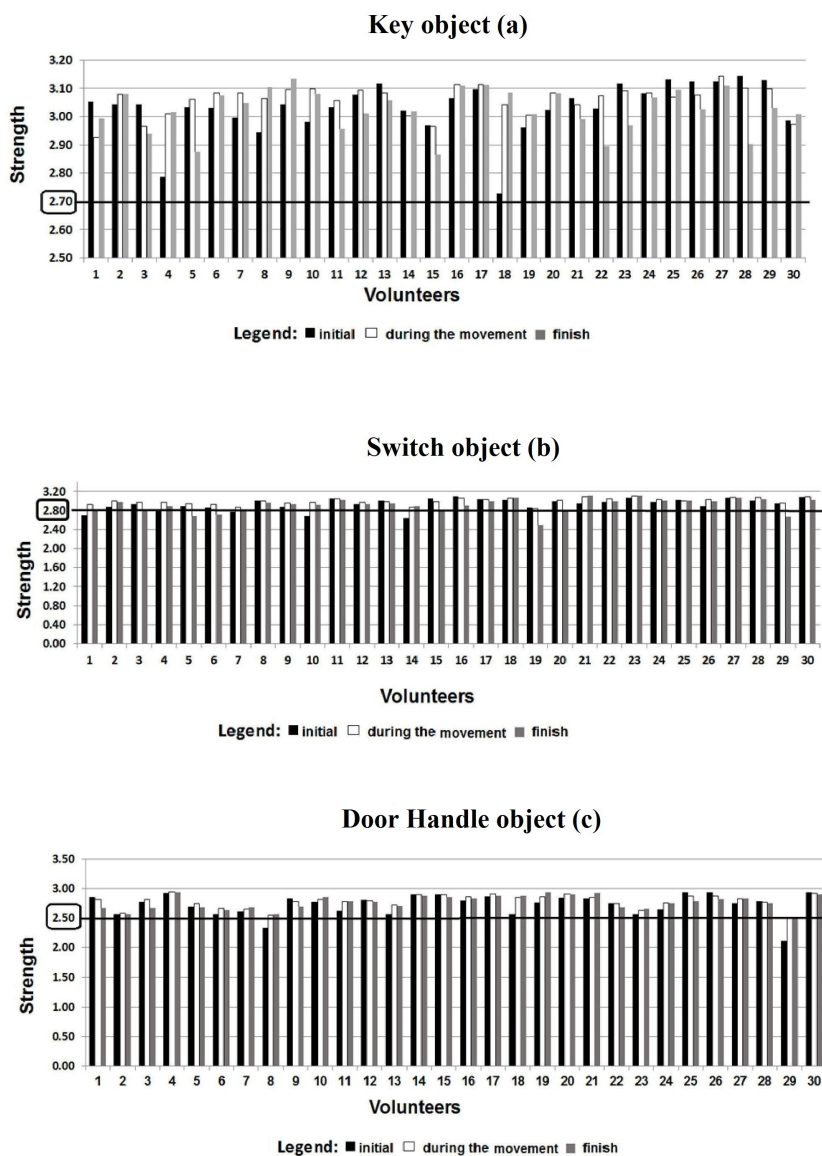 Key object (a)
3.20
3.10
3.00
2.90
2.80
2.70
2.60
2.50
Strength
1 2 3 4 5 6 7 8 9 10 11 12 13 14 15 16 17 18 19 20 21 22 23 24 25 26 27 28 29 30
Volunteers
Legend: initial during the movement finish
Switch object (b)
3.20
2.80
2.40
2.00
1.60
1.20
0.80
0.40
0.00
Strength
1 2 3 4 5 6 7 8 9 10 11 12 13 14 15 16 17 18 19 20 21 22 23 24 25 26 27 28 29 30
Volunteers
Legend: initial during the movement finish
Door Handle object (c)
3.50
3.00
2.50
2.00
1.50
1.00
0.50
0.00
Strength
1 2 3 4 5 6 7 8 9 10 11 12 13 14 15 16 17 18 19 20 21 22 23 24 25 26 27 28 29 30
Volunteers
Legend: initial during the movement finish